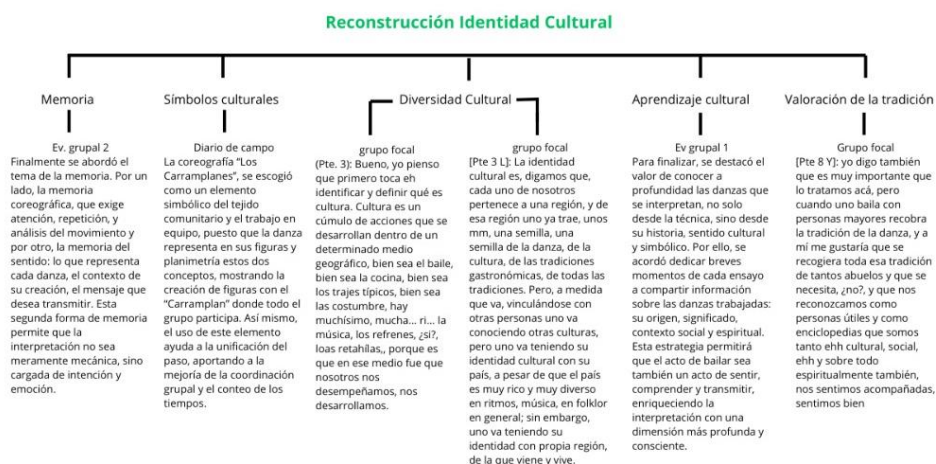 Reconstrucción Identidad Cultural
Memoria
Ev. grupal 2
Finalmente se abordó el
tema de la memoria. Por un
lado, la memoria
coreográfica, que exige
atención, repetición, y
análisis del movimiento y
por otro, la memoria del
sentido: lo que representa
cada danza, el contexto de
su creación, el mensaje que
desea transmitir. Esta
segunda forma de memoria
permite que la
interpretación no sea
meramente mecánica, sino
cargada de intención y
emoción.
Símbolos culturales
Diario de campo
La coreografía “Los
Carramplanes”, se escogió
como un elemento
simbólico del tejido
comunitario y el trabajo en
equipo, puesto que la danza
representa en sus figuras y
planimetría estos dos
conceptos, mostrando la
creación de figuras con el
“Carramplan” donde todo el
grupo participa. Así mismo,
el uso de este elemento
ayuda a la unificación del
paso, aportando a la
mejoría de la coordinación
grupal y el conteo de los
tiempos.
Diversidad Cultural
grupo focal
(Pte. 3): Bueno, yo pienso
que primero toca eh
identificar y definir qué es
cultura. Cultura es un
cúmulo de acciones que se
desarrollan dentro de un
determinado medio
geográfico, bien sea el baile,
bien sea la cocina, bien sea
los trajes típicos, bien sea
las costumbre, hay
muchísimo, mucha... ri... la
música, los refrenes, ¿si?,
loas retahílas,, porque es
que en ese medio fue que
nosotros nos
desempeñamos, nos
desarrollamos.
grupo focal
[Pte 3 L]: La identidad
cultural es, digamos que,
cada uno de nosotros
pertenece a una región, y de
esa región uno ya trae, unos
mm, una semilla, una
semilla de la danza, de la
cultura, de las tradiciones
gastronómicas, de todas las
tradiciones. Pero, a medida
que va, vinculándose con
otras personas uno va
conociendo otras culturas,
pero uno va teniendo su
identidad cultural con su
país, a pesar de que el país
es muy rico y muy diverso
en ritmos, música, en folklor
en general; sin embargo,
uno va teniendo su
identidad con propia región,
de la que viene y vive.
Aprendizaje cultural
Ev grupal 1
Para finalizar, se destacó el
valor de conocer a
profundidad las danzas que
se interpretan, no solo
desde la técnica, sino desde
su historia, sentido cultural
y simbólico. Por ello, se
acordó dedicar breves
momentos de cada ensayo
a compartir información
sobre las danzas trabajadas:
su origen, significado,
contexto social y espiritual.
Esta estrategia permitirá
que el acto de bailar sea
también un acto de sentir,
comprender y transmitir,
enriqueciendo la
interpretación con una
dimensión más profunda y
consciente.
Valoración de la tradición
Grupo focal
[Pte 8 Y]: yo digo también
que es muy importante que
lo tratamos acá, pero
cuando uno baila con
personas mayores recobra
la tradición de la danza, y a
mí me gustaría que se
recogiera toda esa tradición
de tantos abuelos y que se
necesita, ¿no?, y que nos
reconozcamos como
personas útiles y como
enciclopedias que somos
tanto ehh cultural, social,
ehh y sobre todo
espiritualmente también,
nos sentimos acompañadas,
sentimos bien